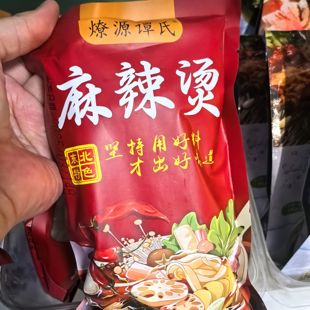 燎源谭氏
麻辣烫
东北
特色
坚持用好料
才出好味道